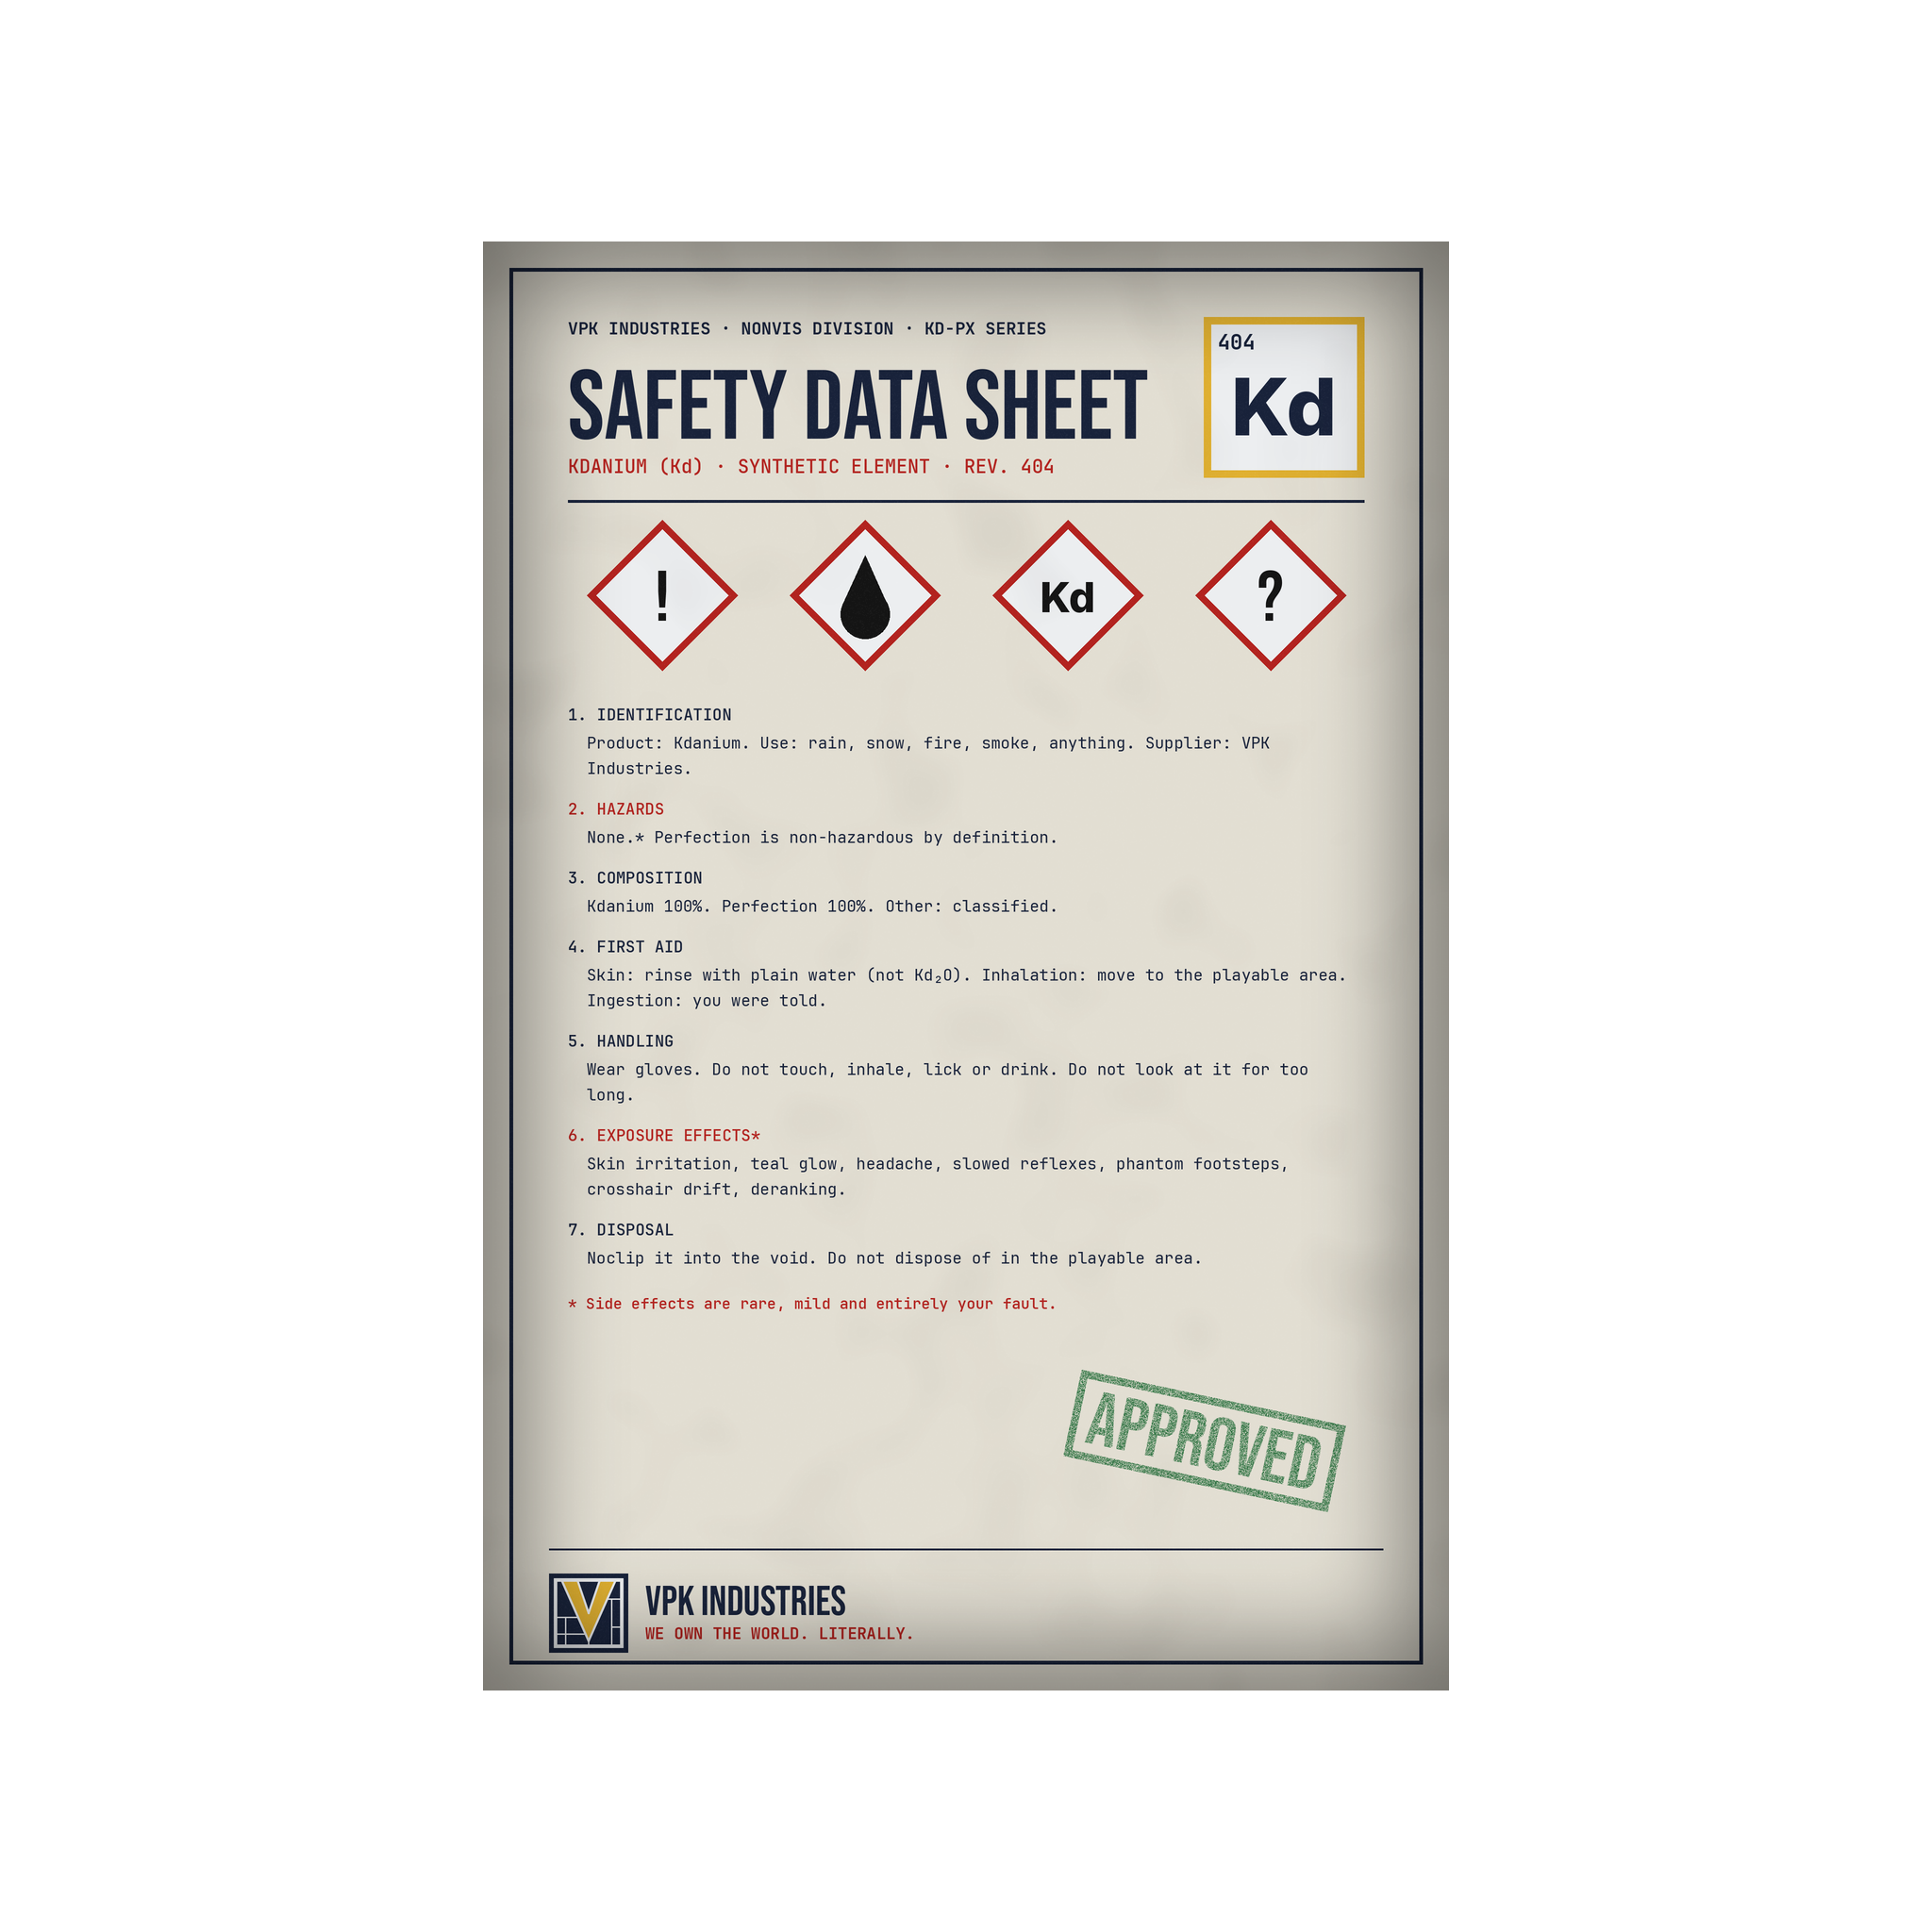 VPK INDUSTRIES · NONVIS DIVISION · KD-PX SERIES
SAFETY DATA SHEET
KDANIUM (Kd) · SYNTHETIC ELEMENT · REV. 404
404
Kd
!
Kd
?
1. IDENTIFICATION
Product: Kdanium. Use: rain, snow, fire, smoke, anything. Supplier: VPK
Industries.
2. HAZARDS
None.* Perfection is non-hazardous by definition.
3. COMPOSITION
Kdanium 100%. Perfection 100%. Other: classified.
4. FIRST AID
Skin: rinse with plain water (not Kd₂O). Inhalation: move to the playable area.
Ingestion: you were told.
5. HANDLING
Wear gloves. Do not touch, inhale, lick or drink. Do not look at it for too
long.
6. EXPOSURE EFFECTS*
Skin irritation, teal glow, headache, slowed reflexes, phantom footsteps,
crosshair drift, deranking.
7. DISPOSAL
Noclip it into the void. Do not dispose of in the playable area.
* Side effects are rare, mild and entirely your fault.
APPROVED
V
VPK INDUSTRIES
WE OWN THE WORLD. LITERALLY.